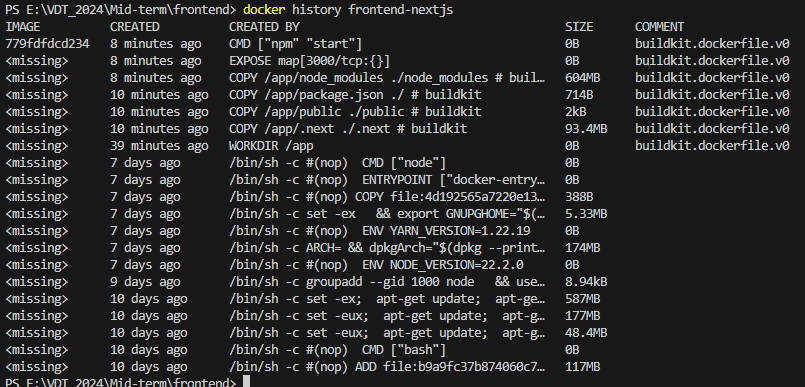 PS E:\VDT_2024\Mid-term\frontend> docker history frontend-nextjs
IMAGE CREATED CREATED BY SIZE COMMENT
779fdfdcd234 8 minutes ago CMD ["npm" "start"] 0B buildkit.dockerfile.v0
<missing> 8 minutes ago EXPOSE map[3000/tcp:{}] 0B buildkit.dockerfile.v0
<missing> 8 minutes ago COPY /app/node_modules ./node_modules # buil… 604MB buildkit.dockerfile.v0
<missing> 10 minutes ago COPY /app/package.json ./ # buildkit 714B buildkit.dockerfile.v0
<missing> 10 minutes ago COPY /app/public ./public # buildkit 2kB buildkit.dockerfile.v0
<missing> 10 minutes ago COPY /app/.next ./.next # buildkit 93.4MB buildkit.dockerfile.v0
<missing> 39 minutes ago WORKDIR /app 0B buildkit.dockerfile.v0
<missing> 7 days ago /bin/sh -c #(nop) CMD ["node"] 0B
<missing> 7 days ago /bin/sh -c #(nop) ENTRYPOINT ["docker-entry… 0B
<missing> 7 days ago /bin/sh -c #(nop) COPY file:4d192565a7220e13… 388B
<missing> 7 days ago /bin/sh -c set -ex && export GNUPGHOME="$(… 5.33MB
<missing> 7 days ago /bin/sh -c #(nop) ENV YARN_VERSION=1.22.19 0B
<missing> 7 days ago /bin/sh -c ARCH= && dpkgArch="$(dpkg --print… 174MB
<missing> 7 days ago /bin/sh -c #(nop) ENV NODE_VERSION=22.2.0 0B
<missing> 9 days ago /bin/sh -c groupadd --gid 1000 node && use… 8.94kB
<missing> 10 days ago /bin/sh -c set -ex; apt-get update; apt-ge… 587MB
<missing> 10 days ago /bin/sh -c set -eux; apt-get update; apt-g… 177MB
<missing> 10 days ago /bin/sh -c set -eux; apt-get update; apt-g… 48.4MB
<missing> 10 days ago /bin/sh -c #(nop) CMD ["bash"] 0B
<missing> 10 days ago /bin/sh -c #(nop) ADD file:b9a9fc37b874060c7… 117MB
PS E:\VDT_2024\Mid-term\frontend>